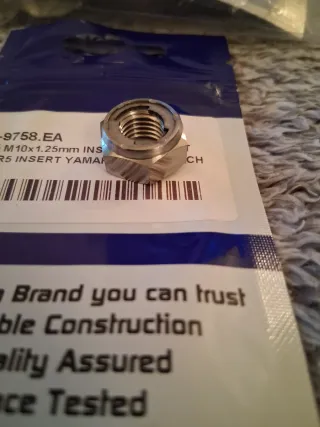 -9758.EA
M10x1.25mm INS
R5 INSERT YAMA CH
Brand you can trust
ble Construction
ality Assured
ce Tested